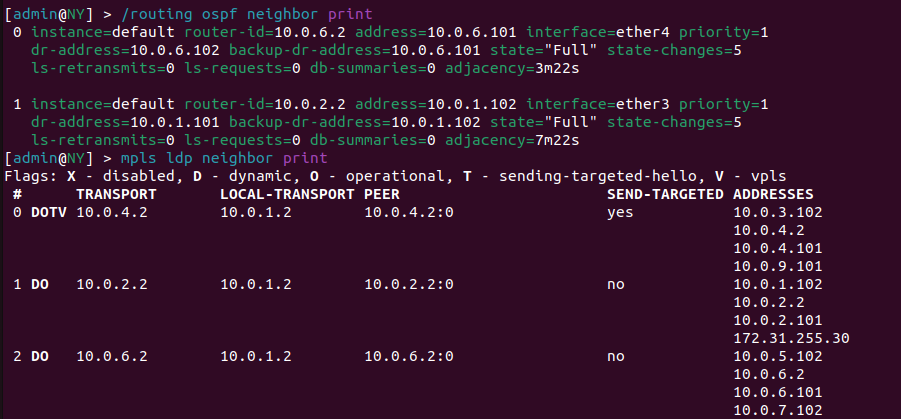 [admin@NY] > /routing ospf neighbor print
0 instance=default router-id=10.0.6.2 address=10.0.6.101 interface=ether4 priority=1
dr-address=10.0.6.102 backup-dr-address=10.0.6.101 state="Full" state-changes=5
ls-retransmits=0 ls-requests=0 db-summaries=0 adjacency=3m22s
1 instance=default router-id=10.0.2.2 address=10.0.1.102 interface=ether3 priority=1
dr-address=10.0.1.101 backup-dr-address=10.0.1.102 state="Full" state-changes=5
ls-retransmits=0 ls-requests=0 db-summaries=0 adjacency=7m22s
[admin@NY] > mpls ldp neighbor print
Flags: X - disabled, D - dynamic, O - operational, T - sending-targeted-hello, V - vpls
# TRANSPORT LOCAL-TRANSPORT PEER SEND-TARGETED ADDRESSES
0 DOTV 10.0.4.2 10.0.1.2 10.0.4.2:0 yes 10.0.3.102
10.0.4.2
10.0.4.101
10.0.9.101
1 DO 10.0.2.2 10.0.1.2 10.0.2.2:0 no 10.0.1.102
10.0.2.2
10.0.2.101
172.31.255.30
2 DO 10.0.6.2 10.0.1.2 10.0.6.2:0 no 10.0.5.102
10.0.6.2
10.0.6.101
10.0.7.102